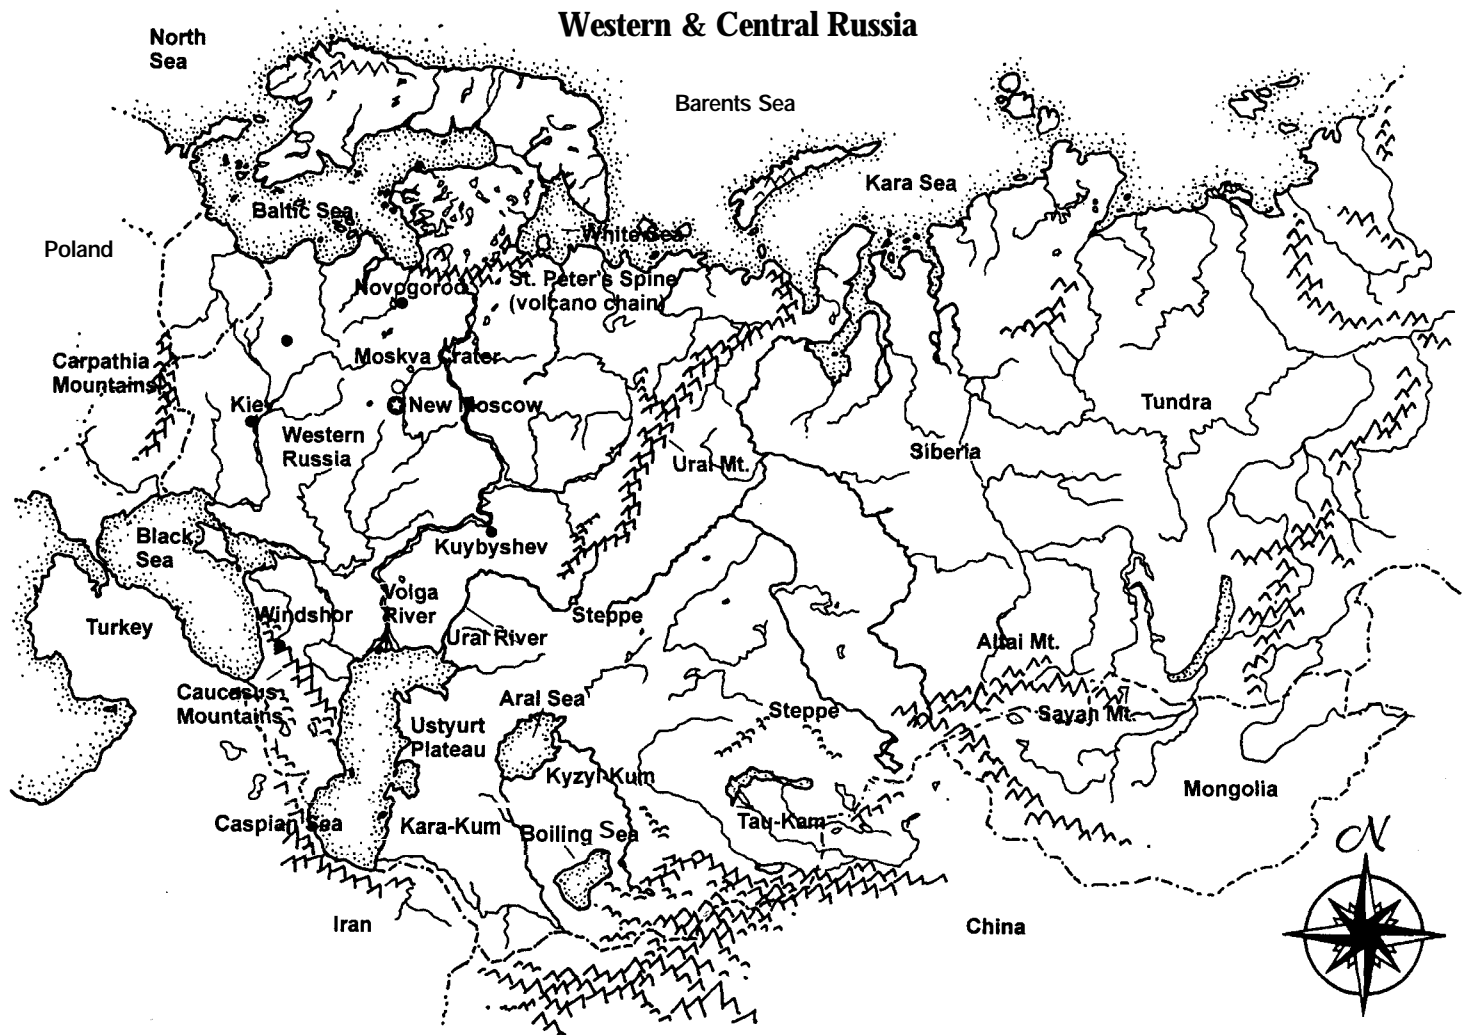 Western & Central Russia
North
Sea
Barents Sea
Kara Sea
Baltic Sea
White Sea
Poland
Novogorod
St. Peter's Spine
(volcano chain)
Carpathia
Mountains
Moskva Crater
Kiev
New Moscow
Tundra
Western
Russia
Ural Mt.
Siberia
Black
Sea
Kuybyshev
Turkey
Windshor
Volga
River
Ural River
Steppe
Altai Mt.
Caucasus
Mountains
Aral Sea
Ustyurt
Plateau
Steppe
Sayan Mt.
Kyzyl-Kum
Mongolia
Caspian Sea
Kara-Kum
Boiling Sea
Tau-Kam
N
Iran
China